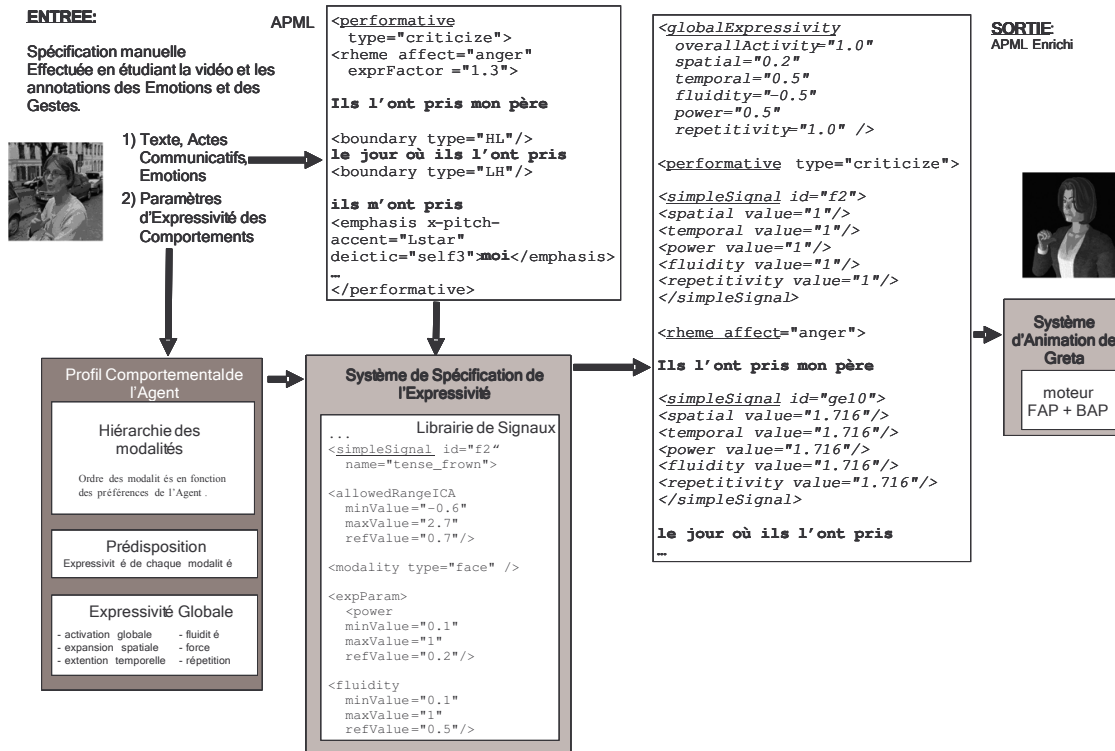 ENTREE:
Spécification manuelle
Effectuée en étudiant la vidéo et les
annotations des Emotions et des
Gestes.
1) Texte, Actes
Communicatifs,
Emotions
2) Paramètres
d'Expressivité des
Comportements
APML
<performative
type="criticize">
<rheme affect="anger"
exprFactor ="1.3">
Ils l'ont pris mon père
<boundary type="HL"/>
le jour où ils l'ont pris
<boundary type="LH"/>
ils m'ont pris
<emphasis x-pitch-
accent="Lstar"
deictic="self3">moi</emphasis>
…
</performative>
Profil Comportemental de
l'Agent
Hiérarchie des
modalités
Ordre des modalit és en fonction
des préférences de l'Agent .
Prédisposition
Expressivit é de chaque modalit é
Expressivité Globale
- activation globale
- expansion spatiale
- extention temporelle
- fluidit é
- force
- répetition
Système de Spécification de
l'Expressivité
Librairie de Signaux
...
<simpleSignal id="f2“
name="tense_frown">
<allowedRangeICA
minValue="-0.6"
maxValue="2.7"
refValue="0.7"/>
<modality type="face" />
<expParam>
<power
minValue="0.1"
maxValue="1"
refValue="0.2"/>
<fluidity
minValue="0.1"
maxValue="1"
refValue="0.5"/>
<globalExpressivity
overallActivity="1.0"
spatial="0.2"
temporal="0.5"
fluidity="-0.5"
power="0.5"
repetitivity="1.0" />
<performative type="criticize">
<simpleSignal id="f2">
<spatial value="1"/>
<temporal value="1"/>
<power value="1"/>
<fluidity value="1"/>
<repetitivity value="1"/>
</simpleSignal>
<rheme affect="anger">
Ils l'ont pris mon père
<simpleSignal id="ge10">
<spatial value="1.716"/>
<temporal value="1.716"/>
<power value="1.716"/>
<fluidity value="1.716"/>
<repetitivity value="1.716"/>
</simpleSignal>
le jour où ils l'ont pris
…
SORTIE:
APML Enrichi
Système
d'Animation de
Greta
moteur
FAP + BAP